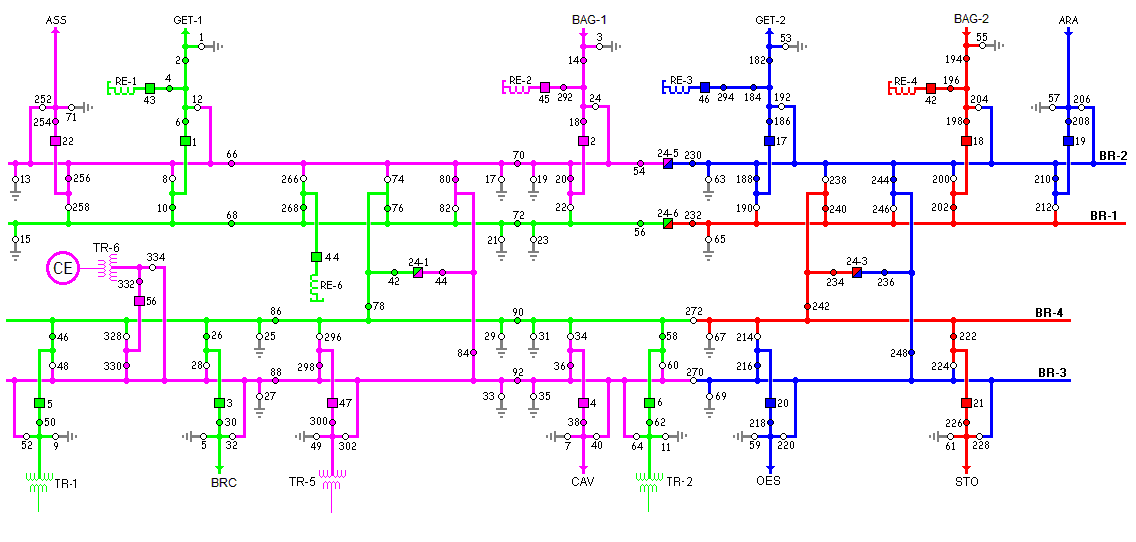 ASS GET-1 BAG-1 GET-2 BAG-2 ARA
1 3 53 55
2 14 182 194
RE-1 4 RE-2 RE-3 RE-4 196
43 45 292 46 294 184 42
252 71 12 24 192 204 57 206
254 6 18 186 198 208
22 1 2 17 18 19
66 70 24-5 230 BR-2
54
13 256 8 266 74 80 17 19 20 63 188 238 244 200 210
258 10 268 76 82 22 190 240 246 202 212
68 72 24-6 232 BR-1
56
15 21 23 65
TR-6 334 44 24-1 24-3
CE 332 42 44 234 236
56 RE-6
78 242
86 90 272 BR-4
46 328 26 25 296 29 31 34 58 67 214 222
84 248
48 330 28 298 36 60 216 224
88 92 270 BR-3
27 33 35 69
5 3 47 4 6 20 21
50 30 300 38 62 218 226
52 9 5 32 49 302 7 40 64 11 59 220 61 228
TR-1 BRC TR-5 CAV TR-2 OES STO